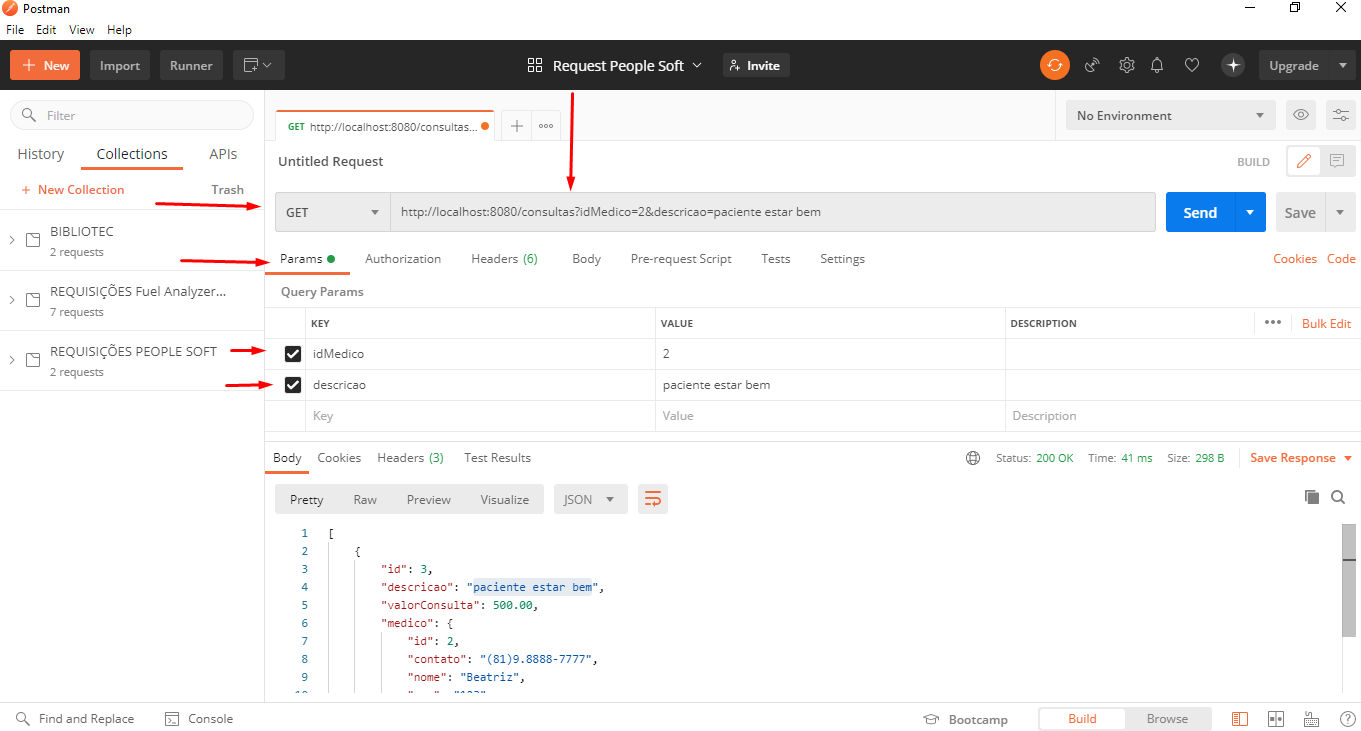 Postman
File Edit View Help
New Import Runner Request People Soft Invite Upgrade
Filter
History Collections APIs
+ New Collection Trash
BIBLIOTEC
2 requests
REQUISIÇÕES Fuel Analyzer...
7 requests
REQUISIÇÕES PEOPLE SOFT
2 requests
GET http://localhost:8080/consultas... No Environment
Untitled Request BUILD
GET http://localhost:8080/consultas?idMedico=2&descricao=paciente estar bem Send Save
Params Authorization Headers (6) Body Pre-request Script Tests Settings Cookies Code
Query Params
KEY VALUE DESCRIPTION ••• Bulk Edit
idMedico 2
descricao paciente estar bem
Key Value Description
Body Cookies Headers (3) Test Results Status: 200 OK Time: 41 ms Size: 298 B Save Response
Pretty Raw Preview Visualize JSON
1 [
2 {
3 "id": 3,
4 "descricao": "paciente estar bem",
5 "valorConsulta": 500.00,
6 "medico": {
7 "id": 2,
8 "contato": "(81)9.8888-7777",
9 "nome": "Beatriz",
Find and Replace Console Bootcamp Build Browse